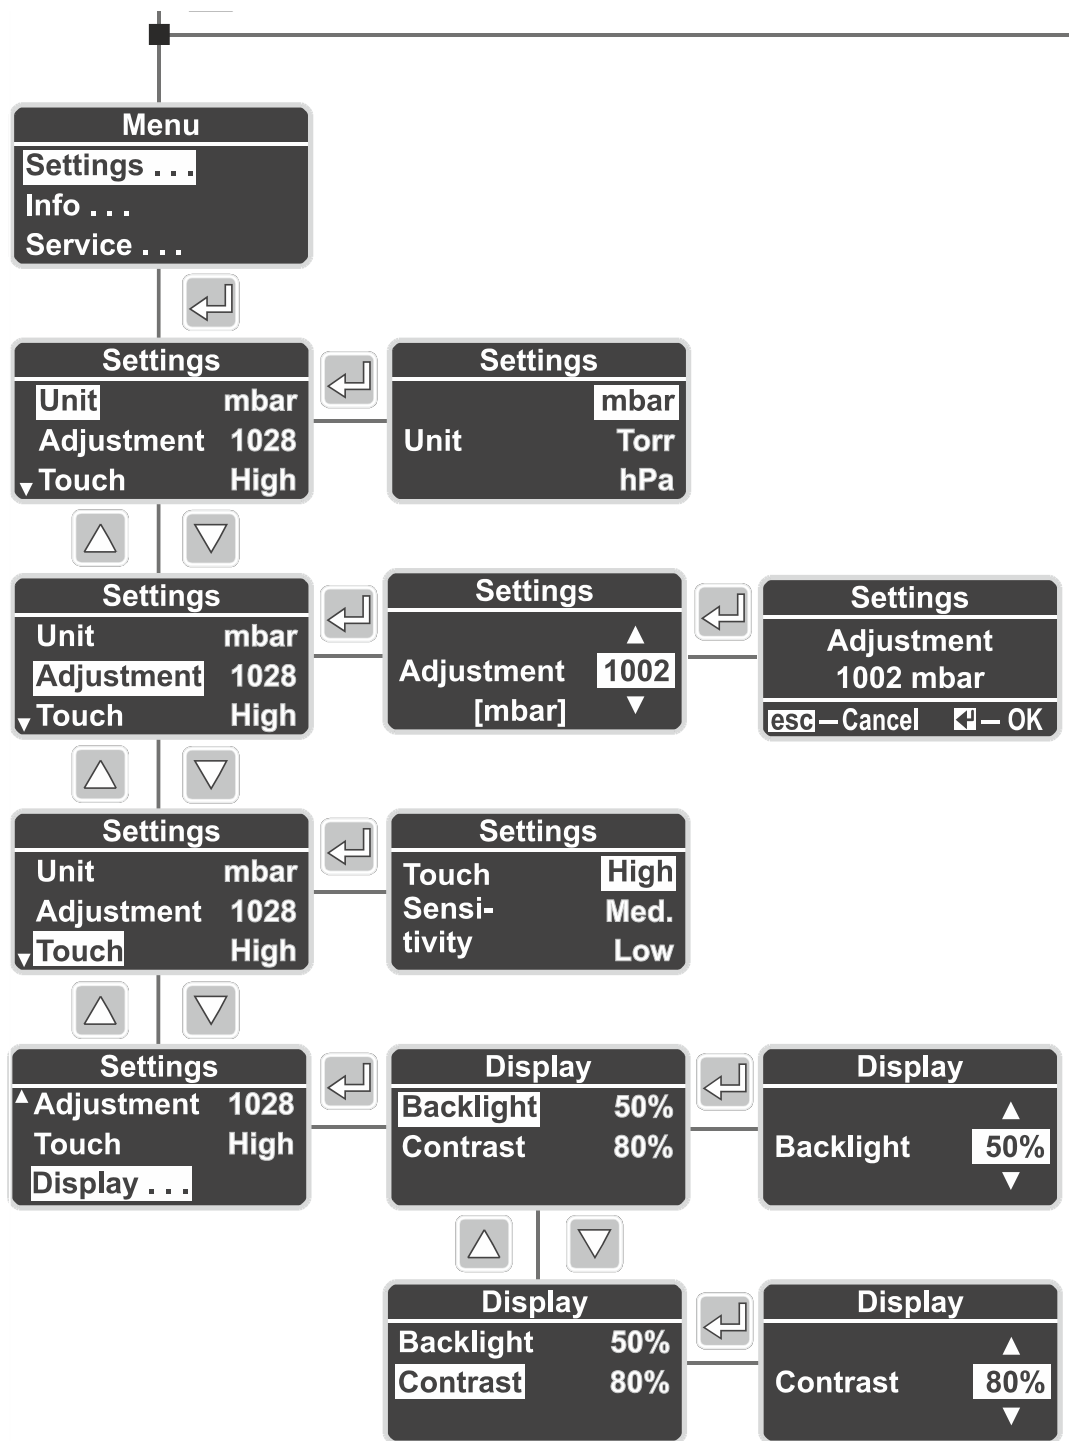 Menu
Settings . . .
Info . . .
Service . . .
Settings
Unit mbar
Adjustment 1028
Touch High
Settings
mbar
Unit Torr
hPa
Settings
Unit mbar
Adjustment 1028
Touch High
Settings
Adjustment 1002
[mbar]
Settings
Adjustment
1002 mbar
esc – Cancel – OK
Settings
Unit mbar
Adjustment 1028
Touch High
Settings
Touch High
Sensi- Med.
tivity Low
Settings
Adjustment 1028
Touch High
Display . . .
Display
Backlight 50%
Contrast 80%
Display
Backlight 50%
Display
Backlight 50%
Contrast 80%
Display
Contrast 80%